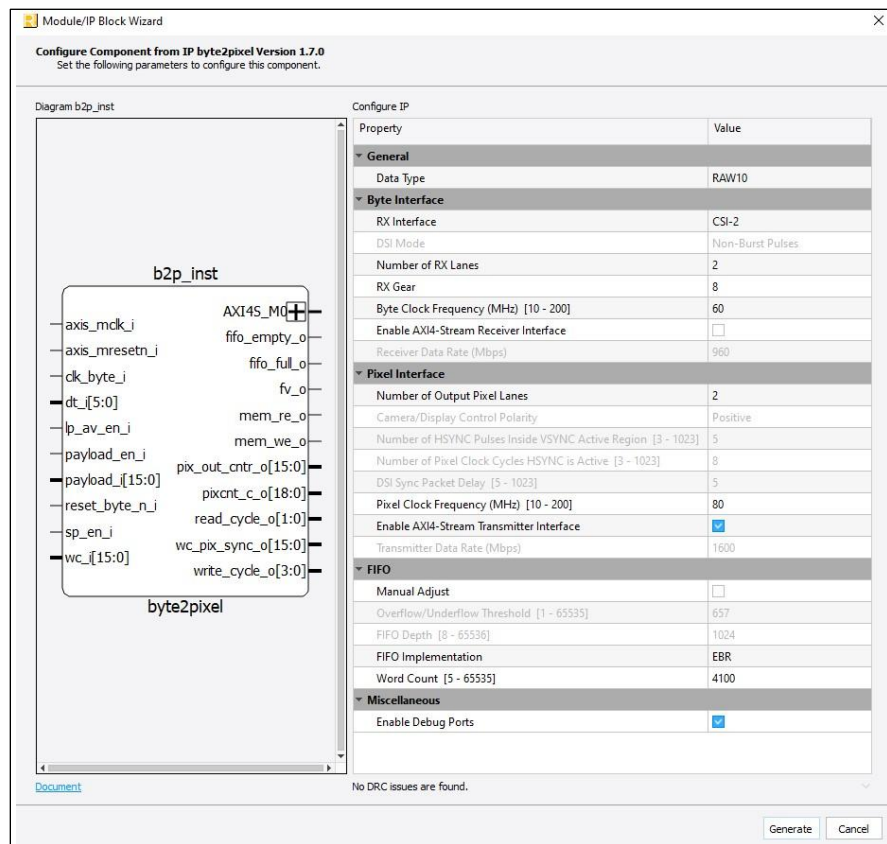 Module/IP Block Wizard
Configure Component from IP byte2pixel Version 1.7.0
Set the following parameters to configure this component.
Diagram b2p_inst
b2p_inst
axis_mclk_i
axis_mresetn_i
clk_byte_i
dt_i[5:0]
lp_av_en_i
payload_en_i
payload_i[15:0]
reset_byte_n_i
sp_en_i
wc_i[15:0]
AXI4S_M0
fifo_empty_o
fifo_full_o
fv_o
mem_re_o
mem_we_o
pix_out_cntr_o[15:0]
pixcnt_c_o[18:0]
read_cycle_o[1:0]
wc_pix_sync_o[15:0]
write_cycle_o[3:0]
byte2pixel
Document
Configure IP
Property Value
General
Data Type RAW10
Byte Interface
RX Interface CSI-2
DSI Mode Non-Burst Pulses
Number of RX Lanes 2
RX Gear 8
Byte Clock Frequency (MHz) [10 - 200] 60
Enable AXI4-Stream Receiver Interface
Receiver Data Rate (Mbps) 960
Pixel Interface
Number of Output Pixel Lanes 2
Camera/Display Control Polarity Positive
Number of HSYNC Pulses Inside VSYNC Active Region [3 - 1023] 5
Number of Pixel Clock Cycles HSYNC is Active [3 - 1023] 8
DSI Sync Packet Delay [5 - 1023] 5
Pixel Clock Frequency (MHz) [10 - 200] 80
Enable AXI4-Stream Transmitter Interface
Transmitter Data Rate (Mbps) 1600
FIFO
Manual Adjust
Overflow/Underflow Threshold [1 - 65535] 657
FIFO Depth [8 - 65536] 1024
FIFO Implementation EBR
Word Count [5 - 65535] 4100
Miscellaneous
Enable Debug Ports
No DRC issues are found.
Generate Cancel